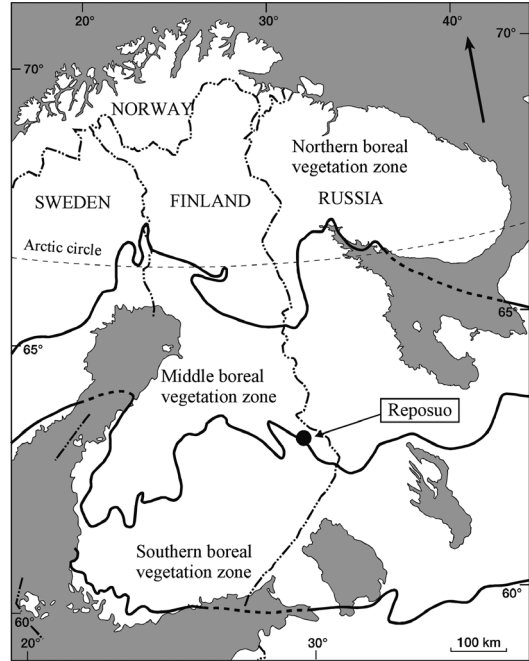 20° 30° 40°
70° 70°
NORWAY
Northern boreal
vegetation zone
SWEDEN FINLAND RUSSIA
Arctic circle
65°
65°
Middle boreal
vegetation zone
Reposuo
Southern boreal
vegetation zone
60°
60°
20° 30° 100 km